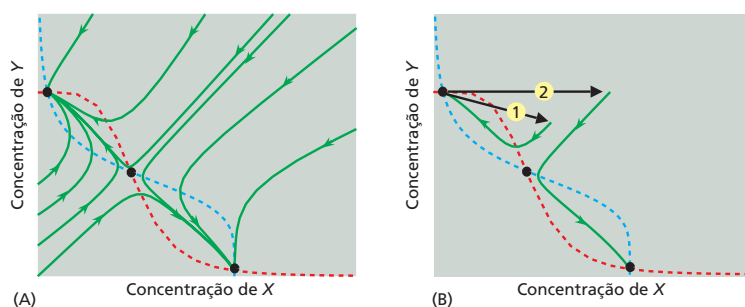 Concentração de Y
Concentração de X
(A)
Concentração de Y
2
1
Concentração de X
(B)